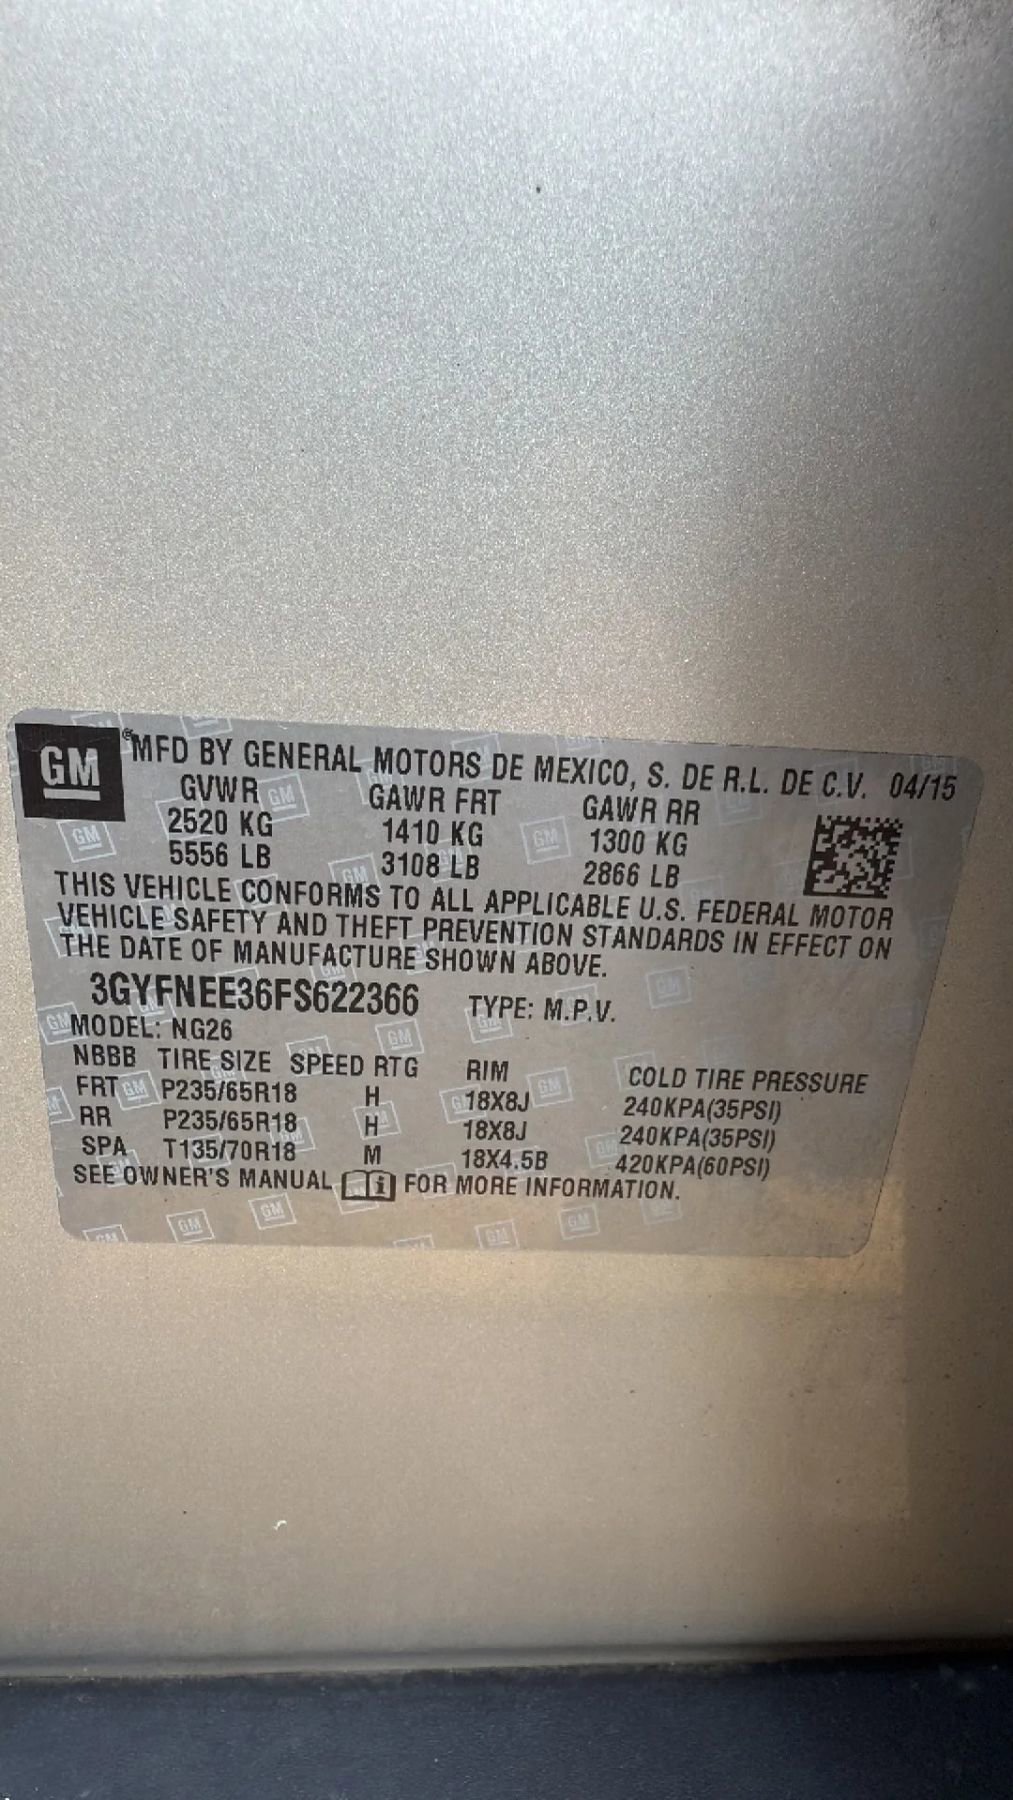 GM
®MFD BY GENERAL MOTORS DE MEXICO, S. DE R.L. DE C.V. 04/15
GVWR GAWR FRT GAWR RR
2520 KG 1410 KG 1300 KG
5556 LB 3108 LB 2866 LB
THIS VEHICLE CONFORMS TO ALL APPLICABLE U.S. FEDERAL MOTOR
VEHICLE SAFETY AND THEFT PREVENTION STANDARDS IN EFFECT ON
THE DATE OF MANUFACTURE SHOWN ABOVE.
3GYFNEE36FS622366 TYPE: M.P.V.
MODEL: NG26
NBBB TIRE SIZE SPEED RTG RIM COLD TIRE PRESSURE
FRT P235/65R18 H 18X8J 240KPA(35PSI)
RR P235/65R18 H 18X8J 240KPA(35PSI)
SPA T135/70R18 M 18X4.5B 420KPA(60PSI)
SEE OWNER'S MANUAL FOR MORE INFORMATION.